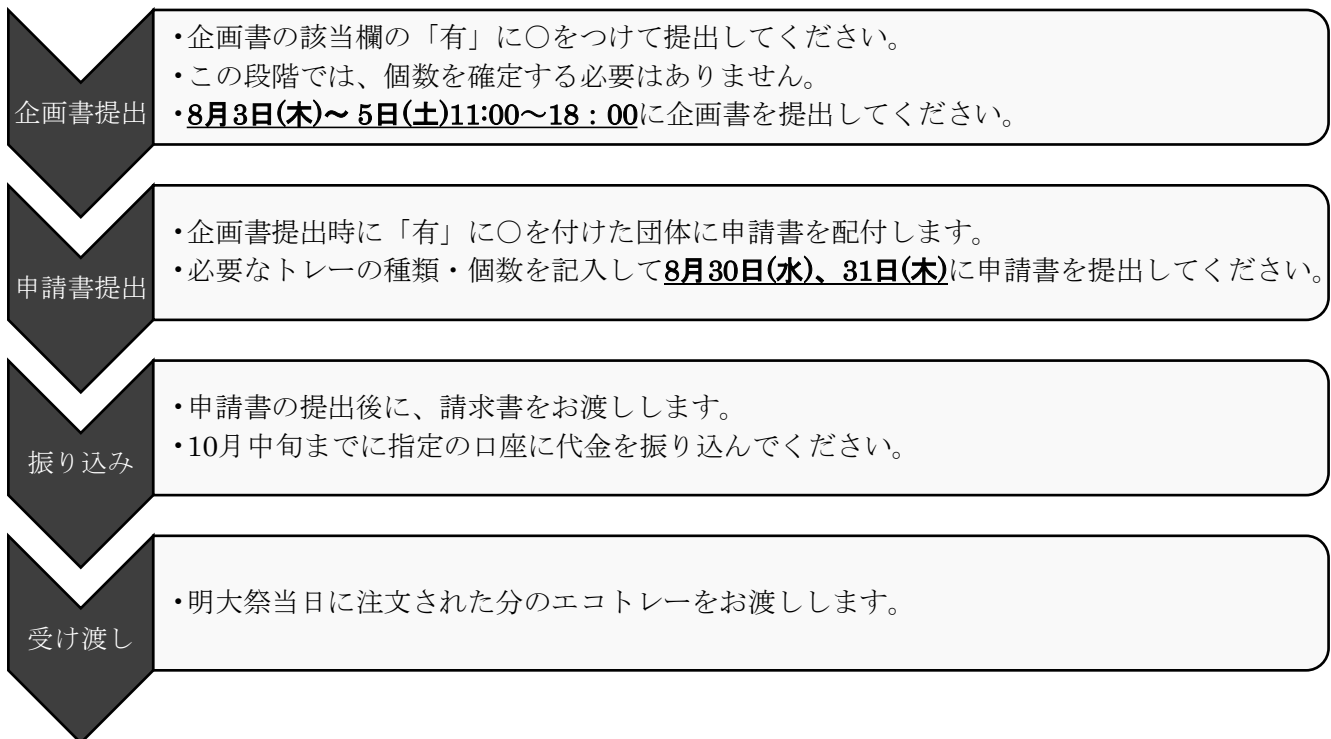 企画書提出
・企画書の該当欄の「有」に○をつけて提出してください。
・この段階では、個数を確定する必要はありません。
・8月3日(木)～ 5日(土)11:00～18：00に企画書を提出してください。
申請書提出
・企画書提出時に「有」に○を付けた団体に申請書を配付します。
・必要なトレーの種類・個数を記入して8月30日(水)、31日(木)に申請書を提出してください。
振り込み
・申請書の提出後に、請求書をお渡しします。
・10月中旬までに指定の口座に代金を振り込んでください。
受け渡し
・明大祭当日に注文された分のエコトレーをお渡しします。